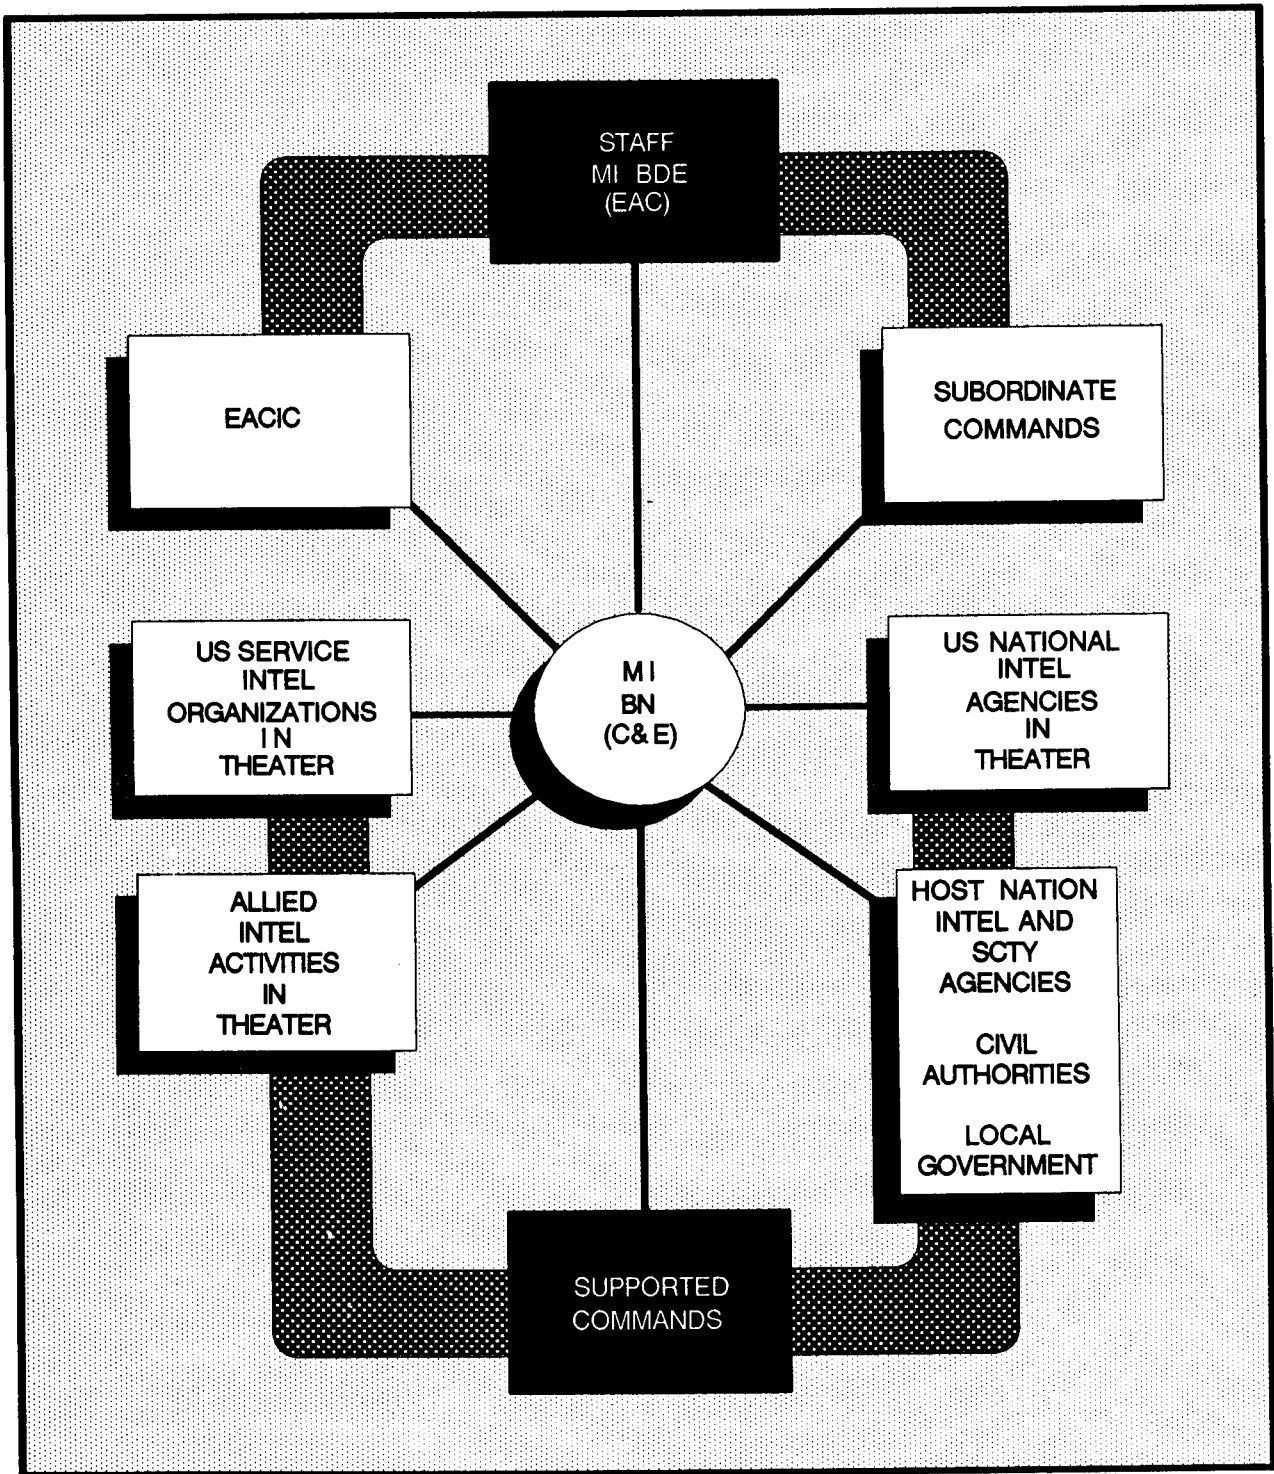 STAFF
MI BDE
(EAC)
EACIC
SUBORDINATE
COMMANDS
US SERVICE
INTEL
ORGANIZATIONS
IN
THEATER
MI
BN
(C&E)
US NATIONAL
INTEL
AGENCIES
IN
THEATER
ALLIED
INTEL
ACTIVITIES
IN
THEATER
HOST NATION
INTEL AND
SCTY
AGENCIES
CIVIL
AUTHORITIES
LOCAL
GOVERNMENT
SUPPORTED
COMMANDS